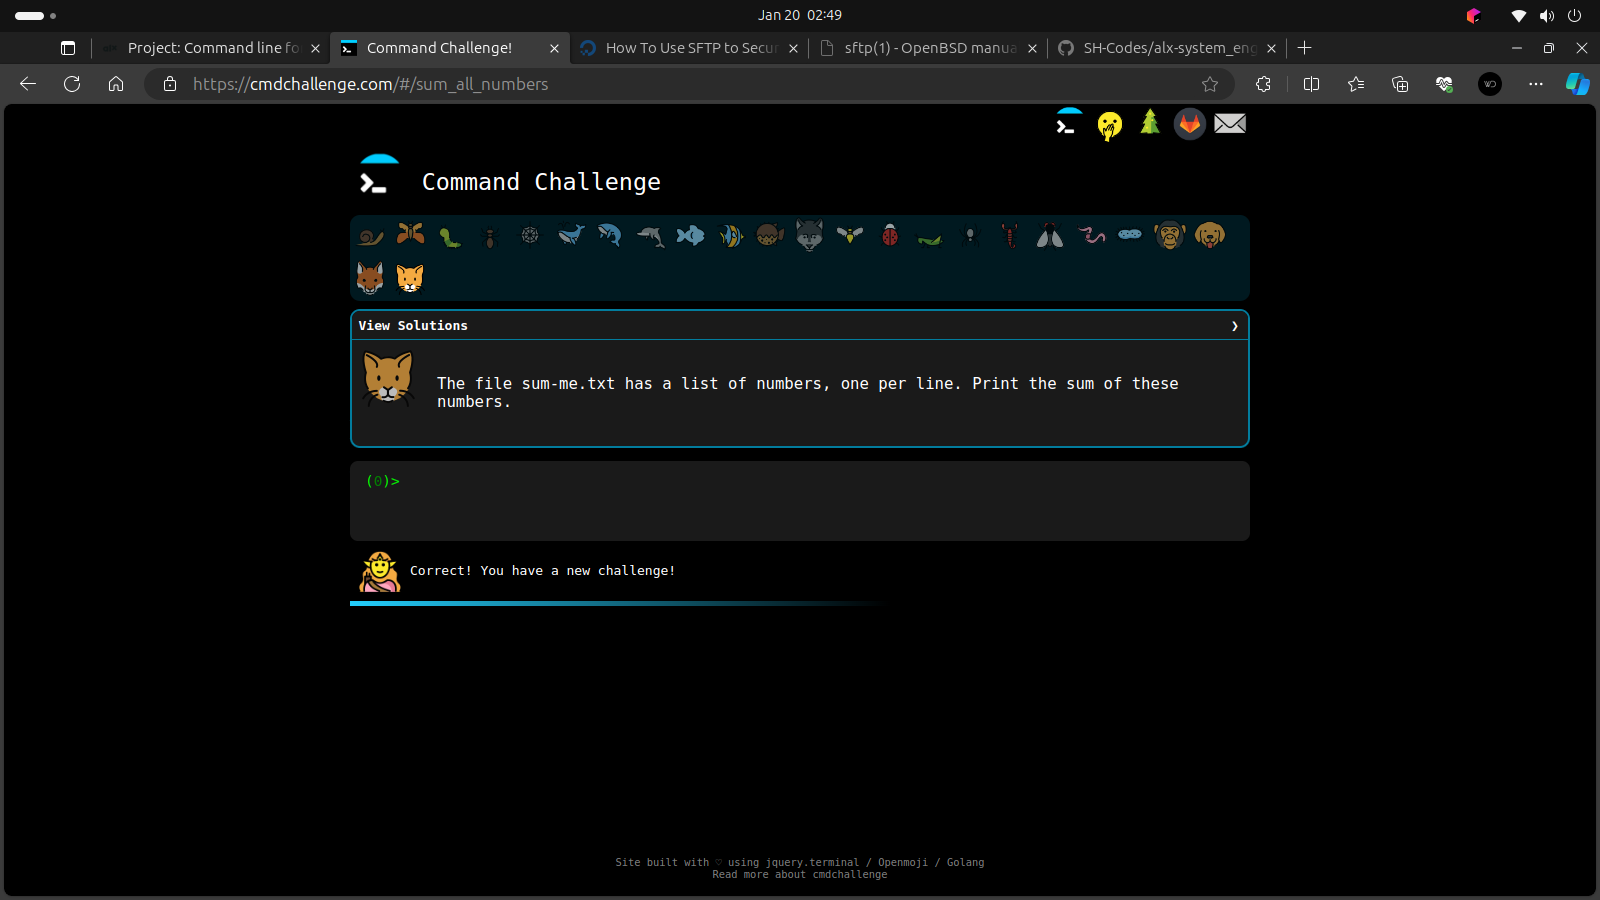 Jan 20 02:49
Project: Command line fo
Command Challenge!
How To Use SFTP to Secur
sftp(1) - OpenBSD manua
SH-Codes/alx-system_eng
https://cmdchallenge.com/#/sum_all_numbers
WD
Command Challenge
View Solutions
The file sum-me.txt has a list of numbers, one per line. Print the sum of these
numbers.
(0)>
Correct! You have a new challenge!
Site built with ♡ using jquery.terminal / Openmoji / Golang
Read more about cmdchallenge